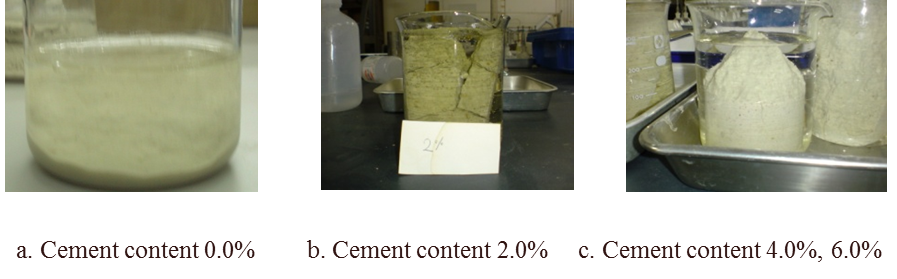 2%
a. Cement content 0.0%
b. Cement content 2.0%
c. Cement content 4.0%, 6.0%